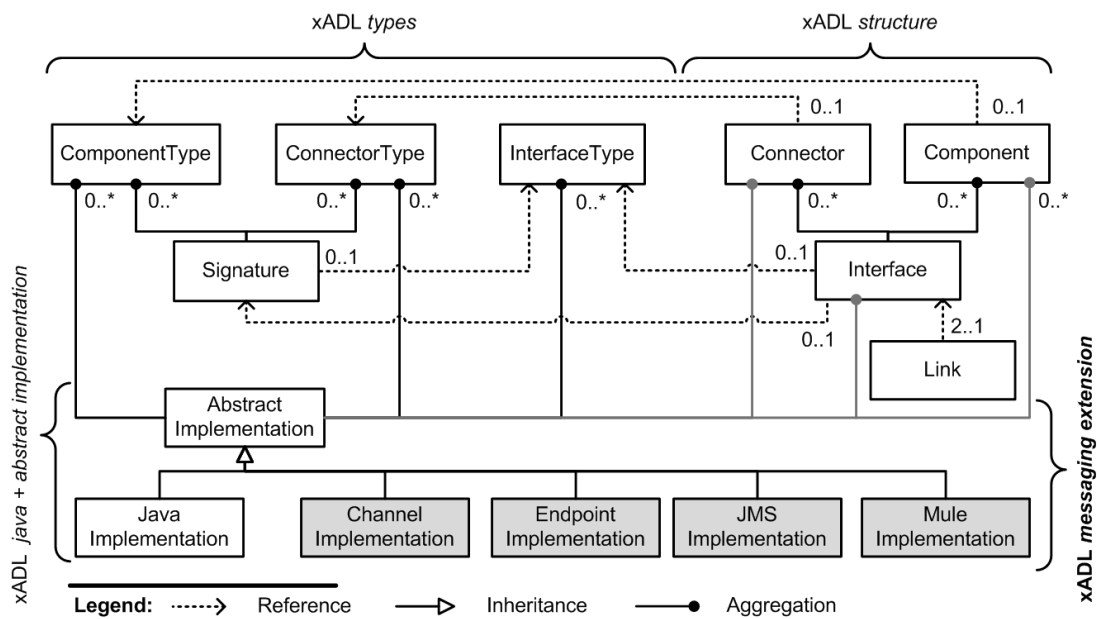 xADL types
xADL structure
0..1
0..1
ComponentType
ConnectorType
InterfaceType
Connector
Component
0..*
0..*
0..*
0..*
0..*
0..*
0..*
0..*
Signature
0..1
0..1
Interface
0..1
2..1
Link
xADL java + abstract implementation
Abstract
Implementation
xADL messaging extension
Java
Implementation
Channel
Implementation
Endpoint
Implementation
JMS
Implementation
Mule
Implementation
Legend:
Reference
Inheritance
Aggregation